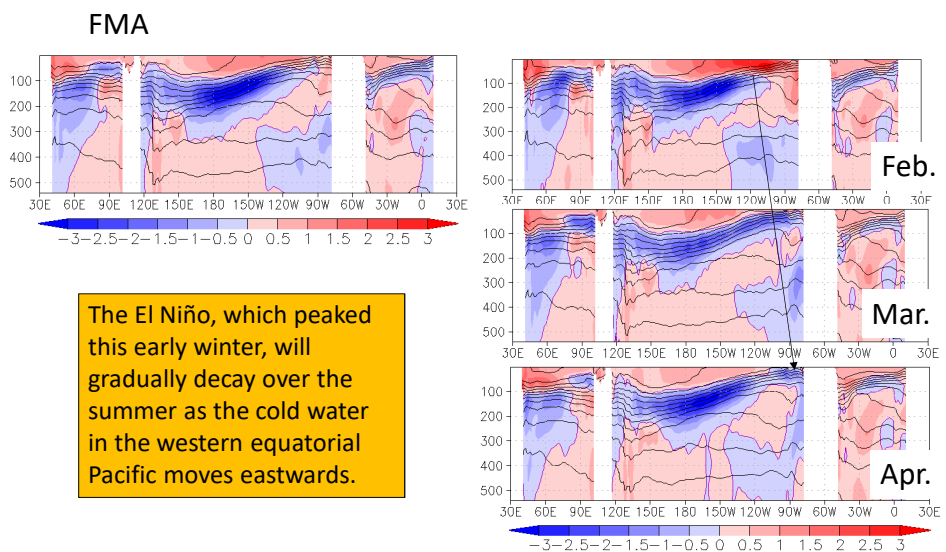 FMA
100
200
300
400
500
30E 60E 90E 120E 150E 180 150W 120W 90W 60W 30W 0 30E
-3 -2.5 -2 -1.5 -1 -0.5 0 0.5 1 1.5 2 2.5 3
The El Niño, which peaked
this early winter, will
gradually decay over the
summer as the cold water
in the western equatorial
Pacific moves eastwards.
100
200
300
400
500
Feb.
30E 60E 90E 120E 150E 180 150W 120W 90W 60W 30W 0 30E
100
200
300
400
500
Mar.
30E 60E 90E 120E 150E 180 150W 120W 90W 60W 30W 0 30E
100
200
300
400
500
Apr.
30E 60E 90E 120E 150E 180 150W 120W 90W 60W 30W 0 30E
-3 -2.5 -2 -1.5 -1 -0.5 0 0.5 1 1.5 2 2.5 3